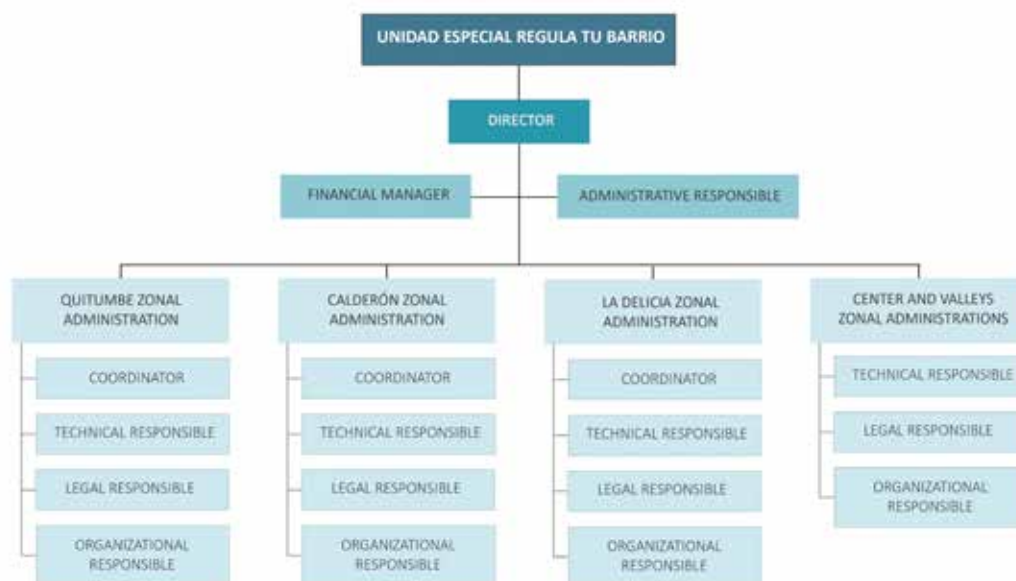 UNIDAD ESPECIAL REGULA TU BARRIO
DIRECTOR
FINANCIAL MANAGER
ADMINISTRATIVE RESPONSIBLE
QUITUMBE ZONAL
ADMINISTRATION
COORDINATOR
TECHNICAL RESPONSIBLE
LEGAL RESPONSIBLE
ORGANIZATIONAL
RESPONSIBLE
CALDERÓN ZONAL
ADMINISTRATION
COORDINATOR
TECHNICAL RESPONSIBLE
LEGAL RESPONSIBLE
ORGANIZATIONAL
RESPONSIBLE
LA DELICIA ZONAL
ADMINISTRATION
COORDINATOR
TECHNICAL RESPONSIBLE
LEGAL RESPONSIBLE
ORGANIZATIONAL
RESPONSIBLE
CENTER AND VALLEYS
ZONAL ADMINISTRATIONS
TECHNICAL RESPONSIBLE
LEGAL RESPONSIBLE
ORGANIZATIONAL
RESPONSIBLE